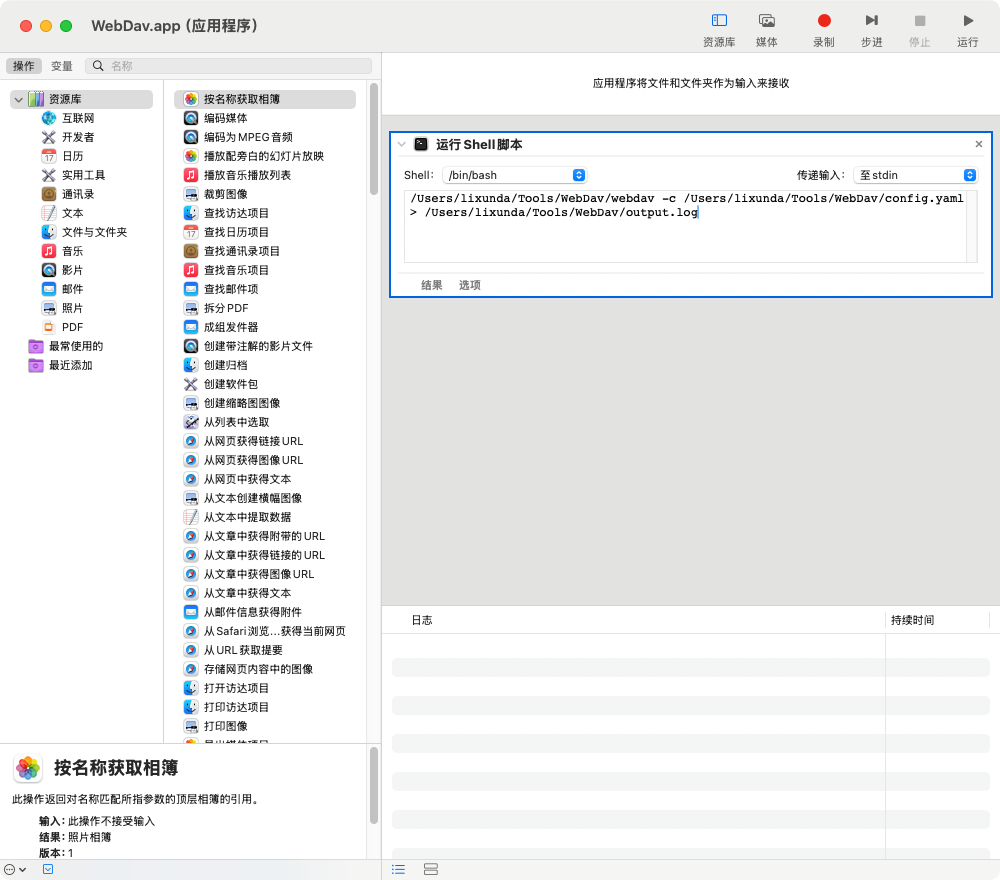 WebDav.app（应用程序）
资源库
媒体
录制
步进
停止
运行
操作
变量
名称
资源库
互联网
开发者
日历
实用工具
通讯录
文本
文件与文件夹
音乐
影片
邮件
照片
PDF
最常使用的
最近添加
按名称获取相簿
编码媒体
编码为 MPEG 音频
播放配旁白的幻灯片放映
播放音乐播放列表
裁剪图像
查找访达项目
查找日历项目
查找通讯录项目
查找音乐项目
查找邮件项
拆分 PDF
成组发件器
创建带注解的影片文件
创建归档
创建软件包
创建缩略图图像
从列表中选取
从网页获得链接 URL
从网页获得图像 URL
从网页中获得文本
从文本创建横幅图像
从文本中提取数据
从文章中获得附带的 URL
从文章中获得链接的 URL
从文章中获得图像 URL
从文章中获得文本
从邮件信息获得附件
从 Safari 浏览…获得当前网页
从 URL 获取提要
存储网页内容中的图像
打开访达项目
打印访达项目
打印图像
按名称获取相簿
此操作返回对名称匹配所指参数的顶层相簿的引用。
输入：此操作不接受输入
结果：照片相簿
版本：1
应用程序将文件和文件夹作为输入来接收
运行 Shell 脚本
Shell： /bin/bash
传递输入： 至 stdin
/Users/lixunda/Tools/WebDav/webdav -c /Users/lixunda/Tools/WebDav/config.yaml
> /Users/lixunda/Tools/WebDav/output.log
结果
选项
日志
持续时间